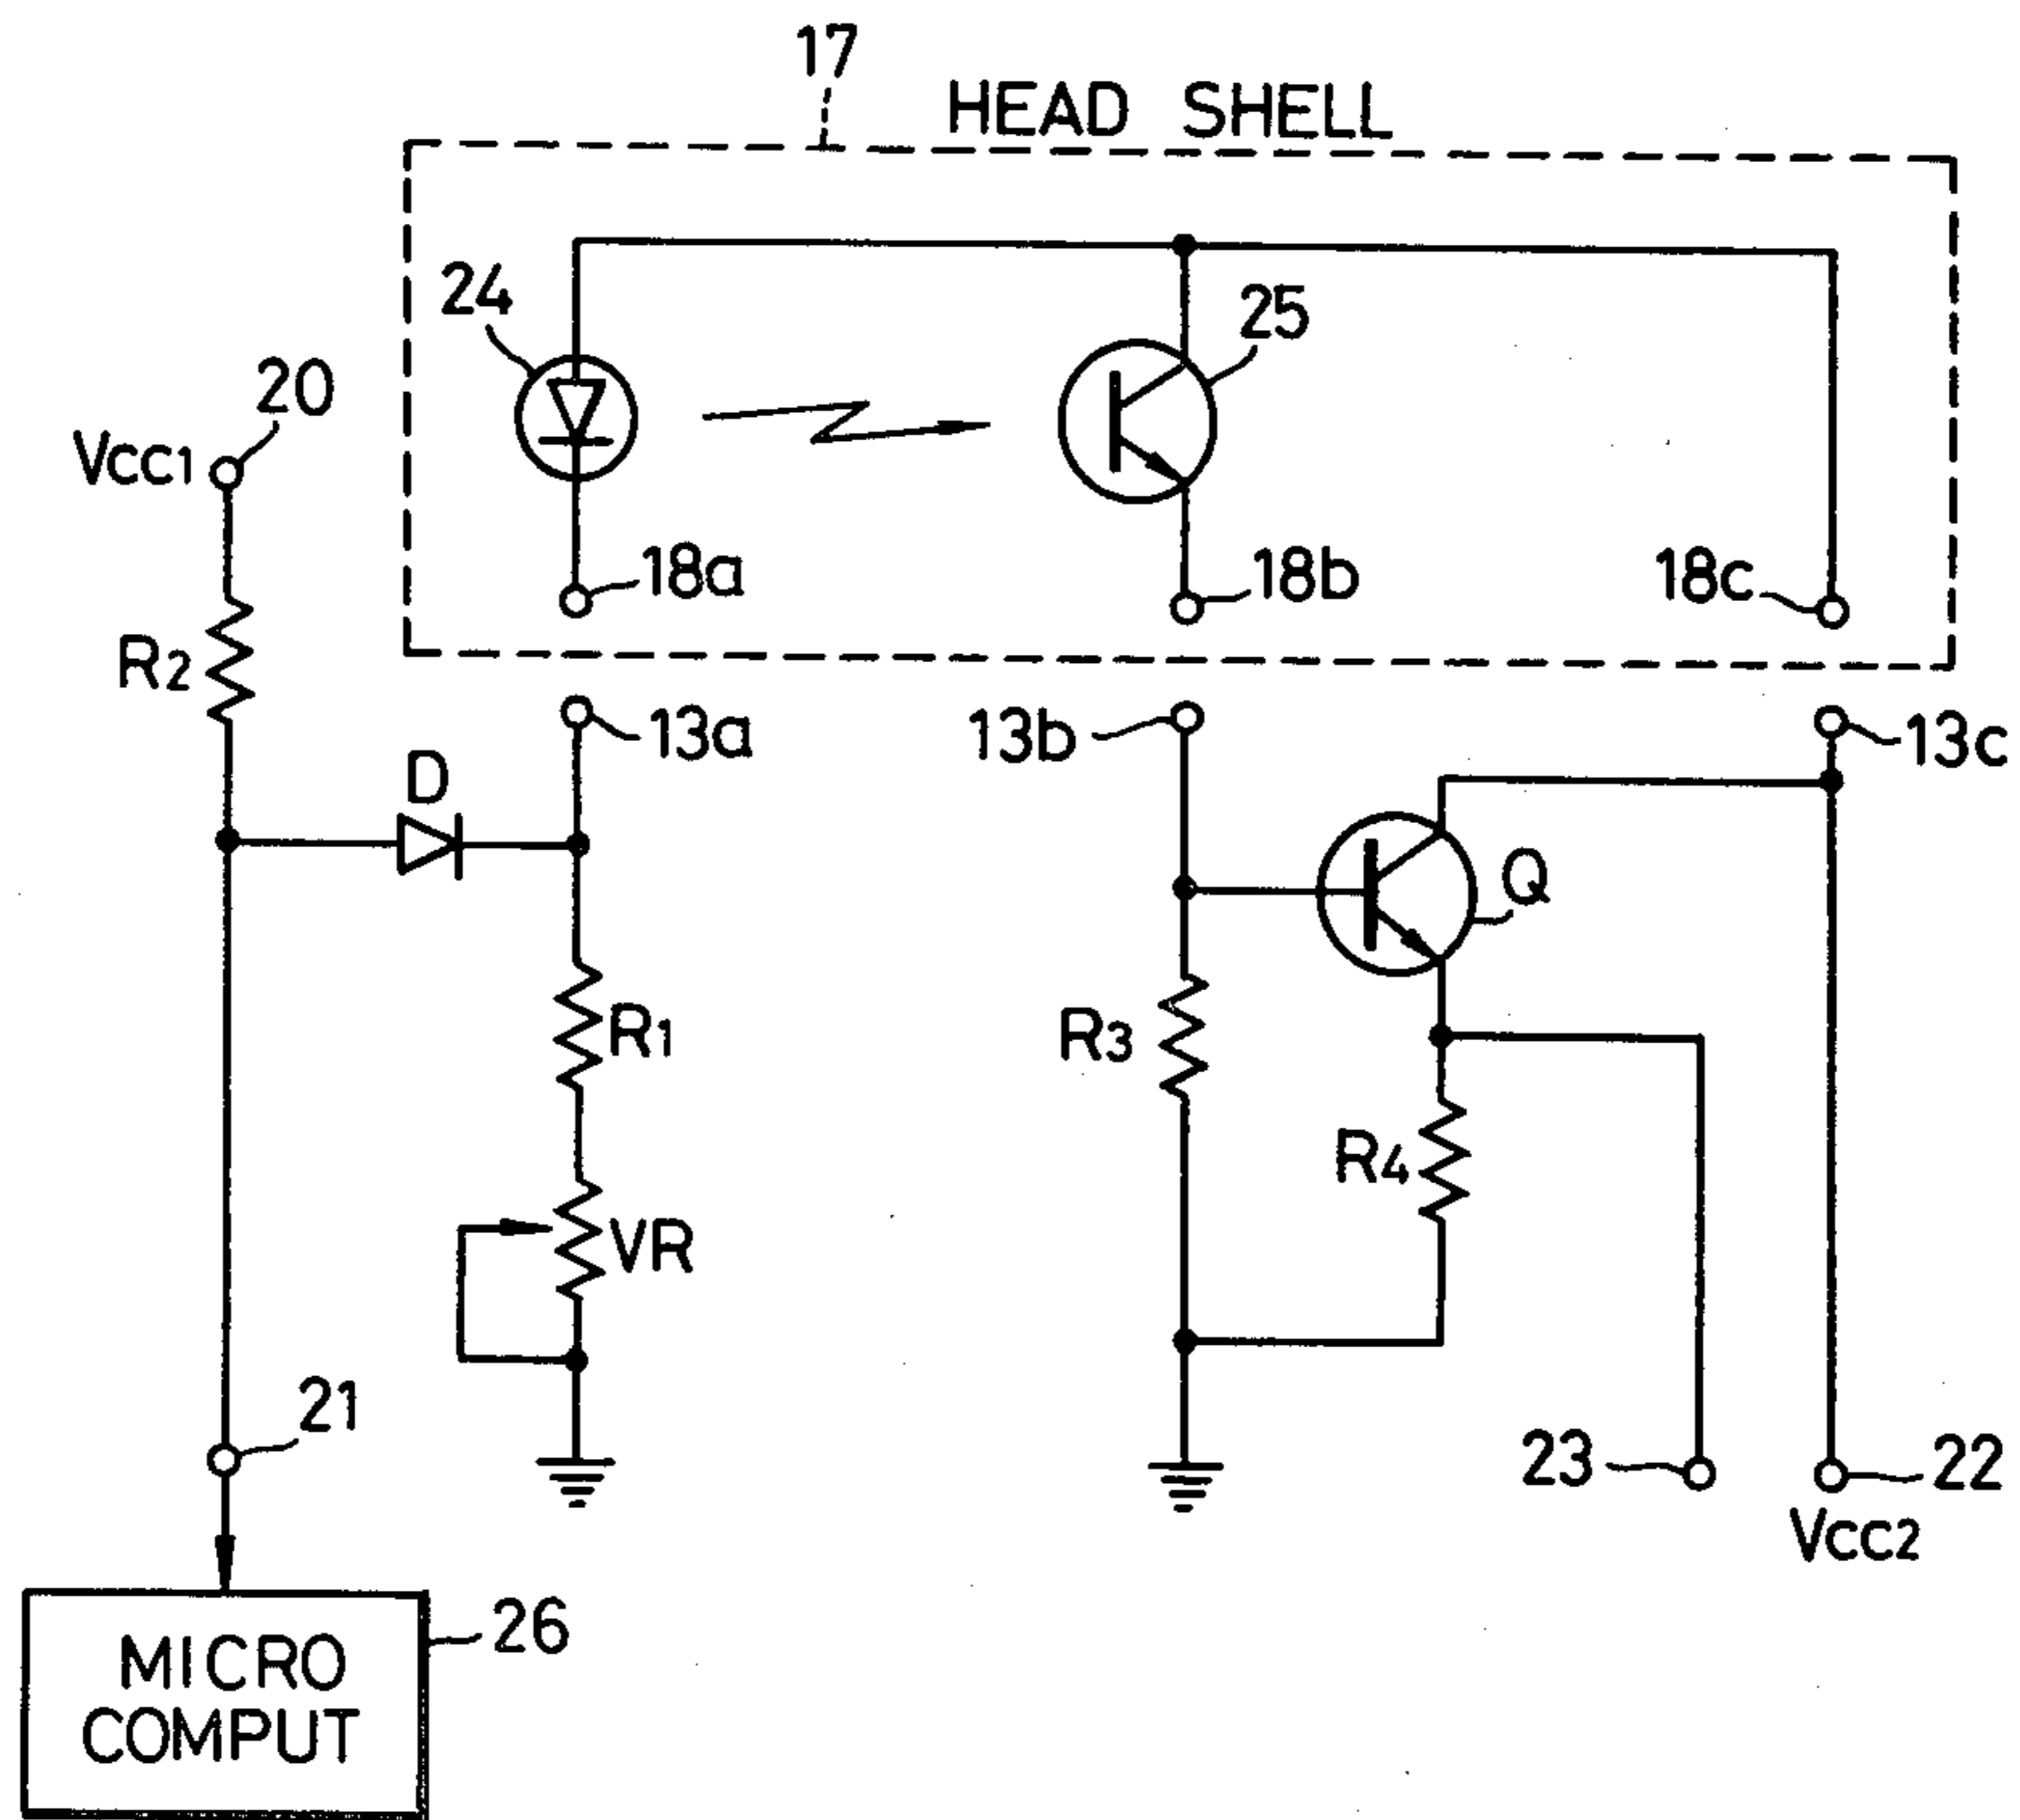 17
HEAD SHELL
24
25
20
Vcc1
18a
18b
18c
R2
13a
13b
13c
D
Q
R1
R3
R4
VR
21
23
22
Vcc2
26
MICRO
COMPUT